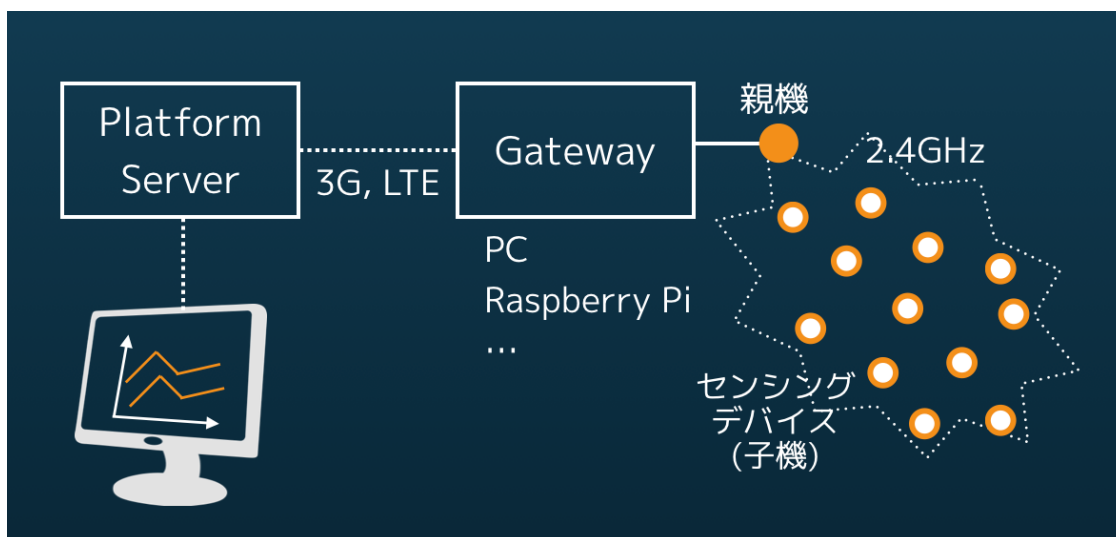 Platform
Server
3G, LTE
Gateway
PC
Raspberry Pi
…
親機
2.4GHz
センシング
デバイス
(子機)